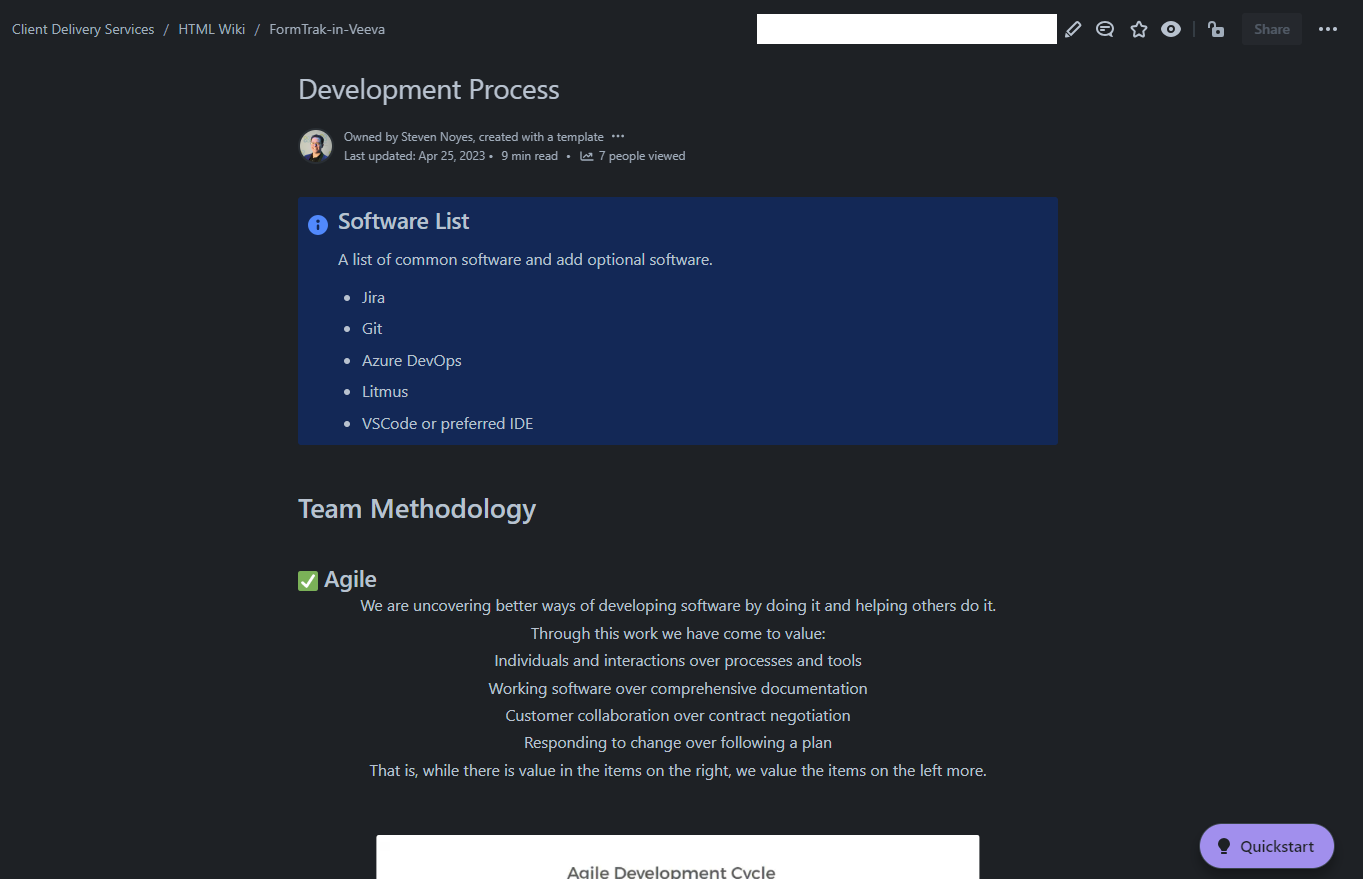 Client Delivery Services / HTML Wiki / FormTrak-in-Veeva
Share
Development Process
Owned by Steven Noyes, created with a template
Last updated: Apr 25, 2023 • 9 min read • 7 people viewed
Software List
A list of common software and add optional software.
• Jira
• Git
• Azure DevOps
• Litmus
• VSCode or preferred IDE
Team Methodology
✅ Agile
We are uncovering better ways of developing software by doing it and helping others do it.
Through this work we have come to value:
Individuals and interactions over processes and tools
Working software over comprehensive documentation
Customer collaboration over contract negotiation
Responding to change over following a plan
That is, while there is value in the items on the right, we value the items on the left more.
Agile Development Cycle
Quickstart